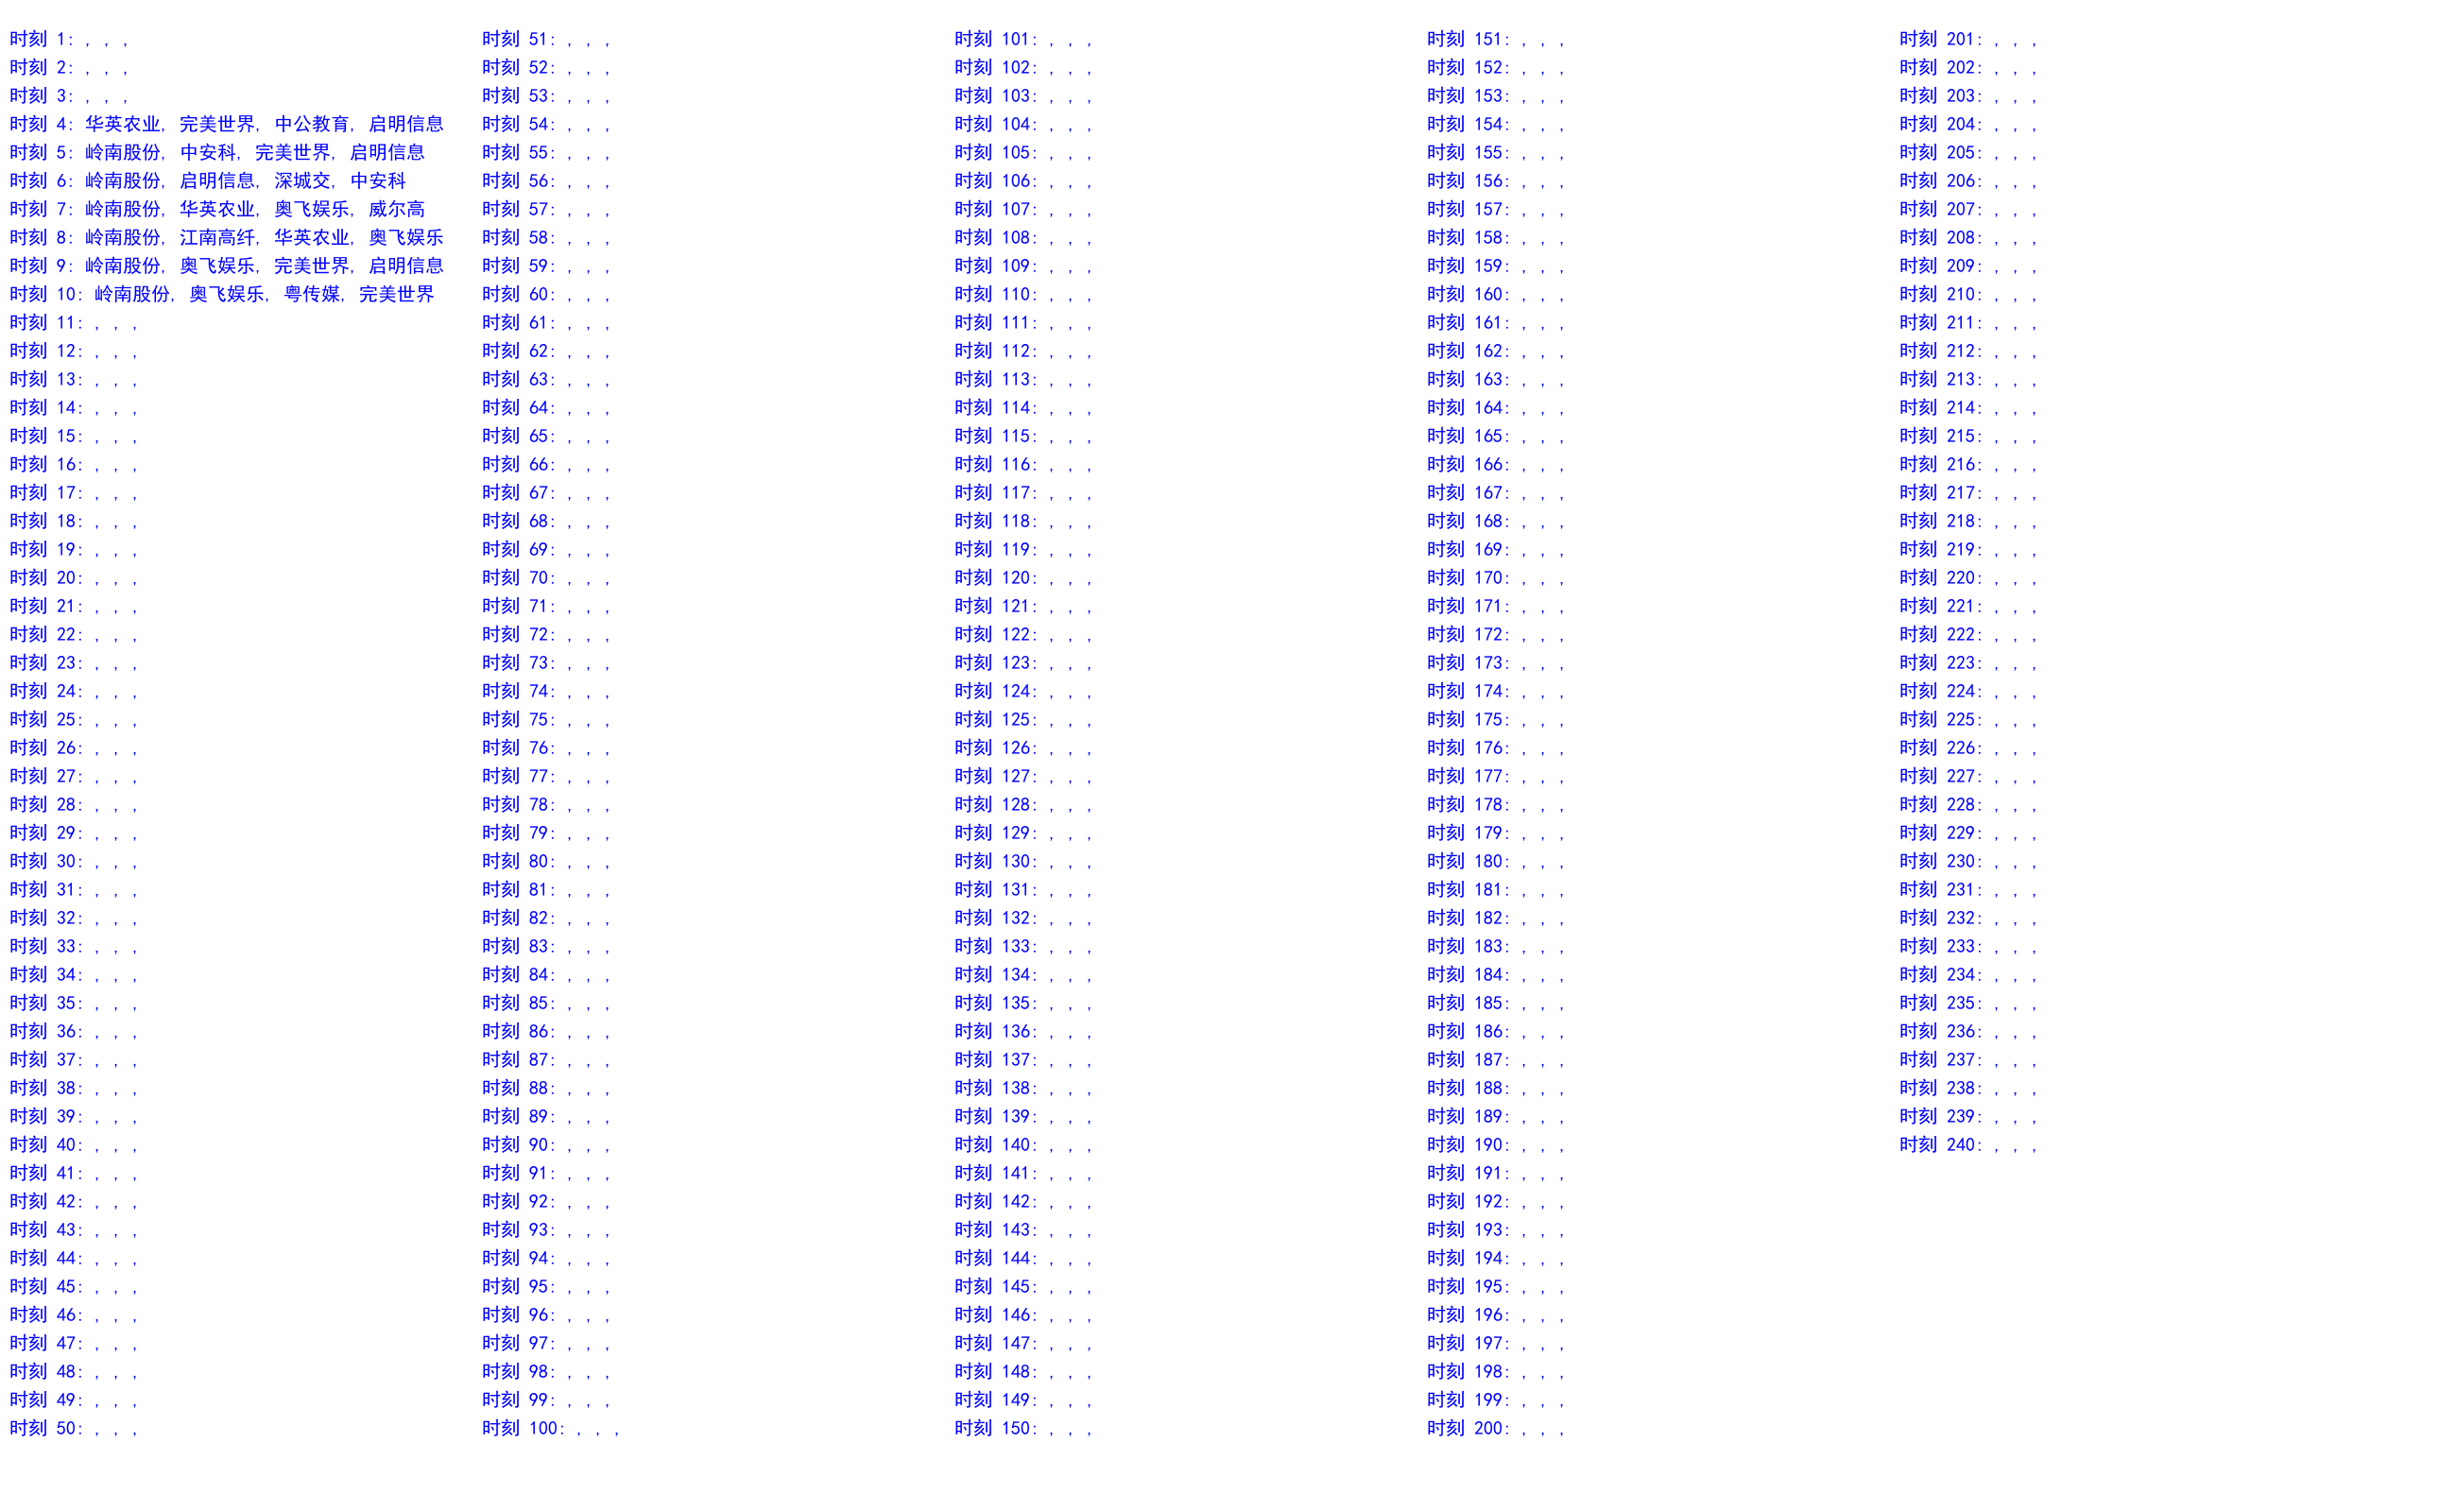 时刻 1: , , ,
时刻 2: , , ,
时刻 3: , , ,
时刻 4: 华英农业, 完美世界, 中公教育, 启明信息
时刻 5: 岭南股份, 中安科, 完美世界, 启明信息
时刻 6: 岭南股份, 启明信息, 深城交, 中安科
时刻 7: 岭南股份, 华英农业, 奥飞娱乐, 威尔高
时刻 8: 岭南股份, 江南高纤, 华英农业, 奥飞娱乐
时刻 9: 岭南股份, 奥飞娱乐, 完美世界, 启明信息
时刻 10: 岭南股份, 奥飞娱乐, 粤传媒, 完美世界
时刻 11: , , ,
时刻 12: , , ,
时刻 13: , , ,
时刻 14: , , ,
时刻 15: , , ,
时刻 16: , , ,
时刻 17: , , ,
时刻 18: , , ,
时刻 19: , , ,
时刻 20: , , ,
时刻 21: , , ,
时刻 22: , , ,
时刻 23: , , ,
时刻 24: , , ,
时刻 25: , , ,
时刻 26: , , ,
时刻 27: , , ,
时刻 28: , , ,
时刻 29: , , ,
时刻 30: , , ,
时刻 31: , , ,
时刻 32: , , ,
时刻 33: , , ,
时刻 34: , , ,
时刻 35: , , ,
时刻 36: , , ,
时刻 37: , , ,
时刻 38: , , ,
时刻 39: , , ,
时刻 40: , , ,
时刻 41: , , ,
时刻 42: , , ,
时刻 43: , , ,
时刻 44: , , ,
时刻 45: , , ,
时刻 46: , , ,
时刻 47: , , ,
时刻 48: , , ,
时刻 49: , , ,
时刻 50: , , ,
时刻 51: , , ,
时刻 52: , , ,
时刻 53: , , ,
时刻 54: , , ,
时刻 55: , , ,
时刻 56: , , ,
时刻 57: , , ,
时刻 58: , , ,
时刻 59: , , ,
时刻 60: , , ,
时刻 61: , , ,
时刻 62: , , ,
时刻 63: , , ,
时刻 64: , , ,
时刻 65: , , ,
时刻 66: , , ,
时刻 67: , , ,
时刻 68: , , ,
时刻 69: , , ,
时刻 70: , , ,
时刻 71: , , ,
时刻 72: , , ,
时刻 73: , , ,
时刻 74: , , ,
时刻 75: , , ,
时刻 76: , , ,
时刻 77: , , ,
时刻 78: , , ,
时刻 79: , , ,
时刻 80: , , ,
时刻 81: , , ,
时刻 82: , , ,
时刻 83: , , ,
时刻 84: , , ,
时刻 85: , , ,
时刻 86: , , ,
时刻 87: , , ,
时刻 88: , , ,
时刻 89: , , ,
时刻 90: , , ,
时刻 91: , , ,
时刻 92: , , ,
时刻 93: , , ,
时刻 94: , , ,
时刻 95: , , ,
时刻 96: , , ,
时刻 97: , , ,
时刻 98: , , ,
时刻 99: , , ,
时刻 100: , , ,
时刻 101: , , ,
时刻 102: , , ,
时刻 103: , , ,
时刻 104: , , ,
时刻 105: , , ,
时刻 106: , , ,
时刻 107: , , ,
时刻 108: , , ,
时刻 109: , , ,
时刻 110: , , ,
时刻 111: , , ,
时刻 112: , , ,
时刻 113: , , ,
时刻 114: , , ,
时刻 115: , , ,
时刻 116: , , ,
时刻 117: , , ,
时刻 118: , , ,
时刻 119: , , ,
时刻 120: , , ,
时刻 121: , , ,
时刻 122: , , ,
时刻 123: , , ,
时刻 124: , , ,
时刻 125: , , ,
时刻 126: , , ,
时刻 127: , , ,
时刻 128: , , ,
时刻 129: , , ,
时刻 130: , , ,
时刻 131: , , ,
时刻 132: , , ,
时刻 133: , , ,
时刻 134: , , ,
时刻 135: , , ,
时刻 136: , , ,
时刻 137: , , ,
时刻 138: , , ,
时刻 139: , , ,
时刻 140: , , ,
时刻 141: , , ,
时刻 142: , , ,
时刻 143: , , ,
时刻 144: , , ,
时刻 145: , , ,
时刻 146: , , ,
时刻 147: , , ,
时刻 148: , , ,
时刻 149: , , ,
时刻 150: , , ,
时刻 151: , , ,
时刻 152: , , ,
时刻 153: , , ,
时刻 154: , , ,
时刻 155: , , ,
时刻 156: , , ,
时刻 157: , , ,
时刻 158: , , ,
时刻 159: , , ,
时刻 160: , , ,
时刻 161: , , ,
时刻 162: , , ,
时刻 163: , , ,
时刻 164: , , ,
时刻 165: , , ,
时刻 166: , , ,
时刻 167: , , ,
时刻 168: , , ,
时刻 169: , , ,
时刻 170: , , ,
时刻 171: , , ,
时刻 172: , , ,
时刻 173: , , ,
时刻 174: , , ,
时刻 175: , , ,
时刻 176: , , ,
时刻 177: , , ,
时刻 178: , , ,
时刻 179: , , ,
时刻 180: , , ,
时刻 181: , , ,
时刻 182: , , ,
时刻 183: , , ,
时刻 184: , , ,
时刻 185: , , ,
时刻 186: , , ,
时刻 187: , , ,
时刻 188: , , ,
时刻 189: , , ,
时刻 190: , , ,
时刻 191: , , ,
时刻 192: , , ,
时刻 193: , , ,
时刻 194: , , ,
时刻 195: , , ,
时刻 196: , , ,
时刻 197: , , ,
时刻 198: , , ,
时刻 199: , , ,
时刻 200: , , ,
时刻 201: , , ,
时刻 202: , , ,
时刻 203: , , ,
时刻 204: , , ,
时刻 205: , , ,
时刻 206: , , ,
时刻 207: , , ,
时刻 208: , , ,
时刻 209: , , ,
时刻 210: , , ,
时刻 211: , , ,
时刻 212: , , ,
时刻 213: , , ,
时刻 214: , , ,
时刻 215: , , ,
时刻 216: , , ,
时刻 217: , , ,
时刻 218: , , ,
时刻 219: , , ,
时刻 220: , , ,
时刻 221: , , ,
时刻 222: , , ,
时刻 223: , , ,
时刻 224: , , ,
时刻 225: , , ,
时刻 226: , , ,
时刻 227: , , ,
时刻 228: , , ,
时刻 229: , , ,
时刻 230: , , ,
时刻 231: , , ,
时刻 232: , , ,
时刻 233: , , ,
时刻 234: , , ,
时刻 235: , , ,
时刻 236: , , ,
时刻 237: , , ,
时刻 238: , , ,
时刻 239: , , ,
时刻 240: , , ,